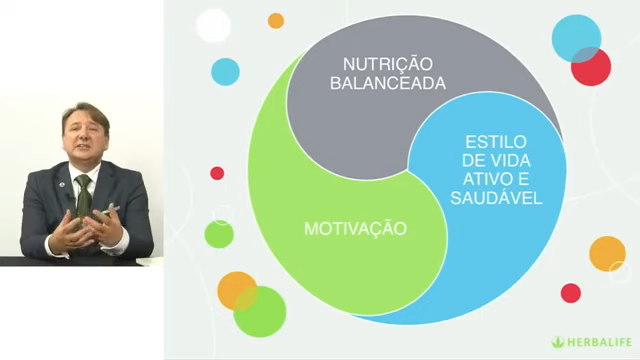 NUTRIÇÃO
BALANCEADA
ESTILO
DE VIDA
ATIVO E
SAUDÁVEL
MOTIVAÇÃO
HERBALIFE